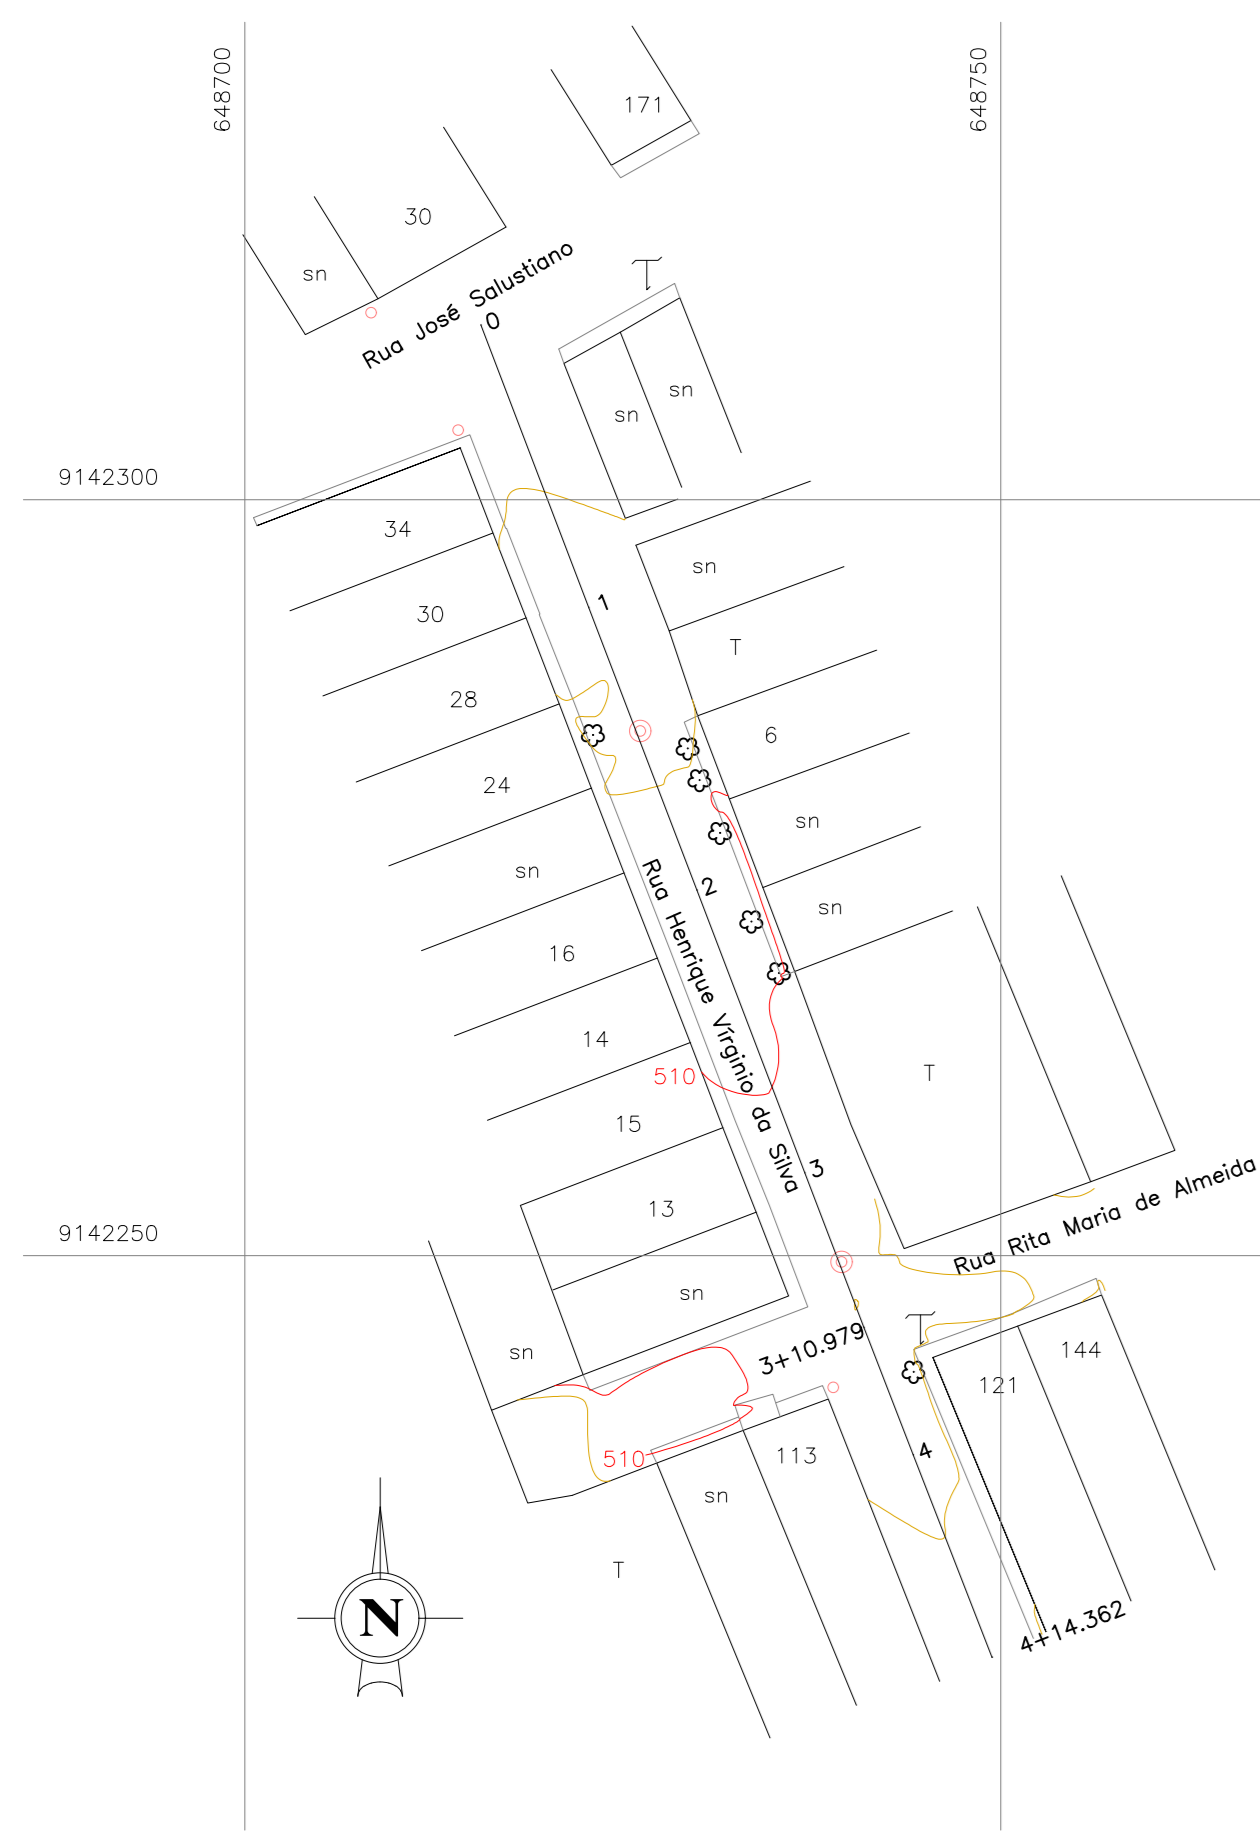 648700
648750
171
30
sn
Rua José Salustiano
0
sn
sn
9142300
34
sn
1
30
T
28
6
24
sn
sn
2
sn
16
Rua Henrique Vírginio da Silva
14
T
510
15
3
13
Rua Rita Maria de Almeida
9142250
sn
3+10.979
sn
144
121
4
113
510
sn
T
N
4+14.362